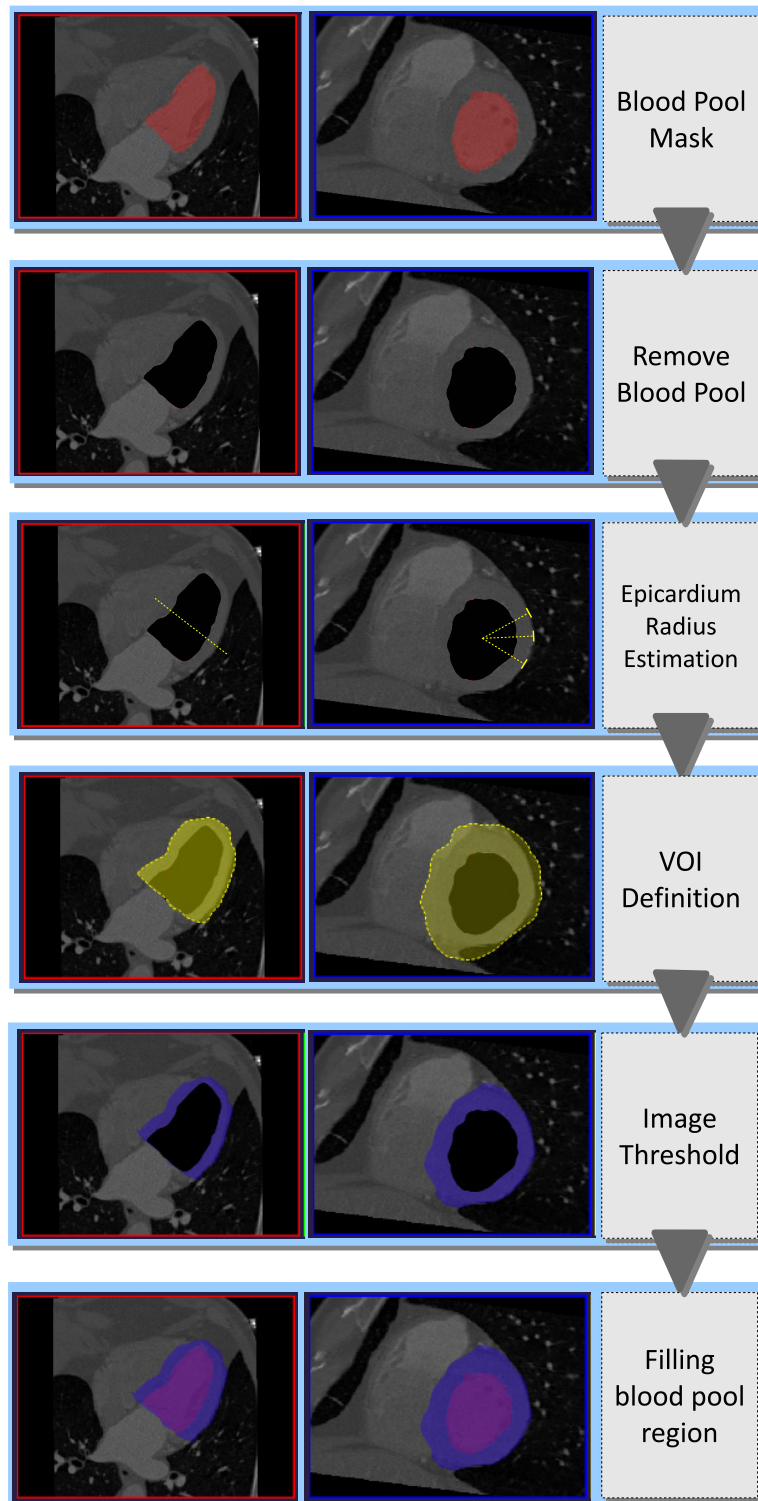 Blood Pool
Mask
Remove
Blood Pool
Epicardium
Radius
Estimation
VOI
Definition
Image
Threshold
Filling
blood pool
region